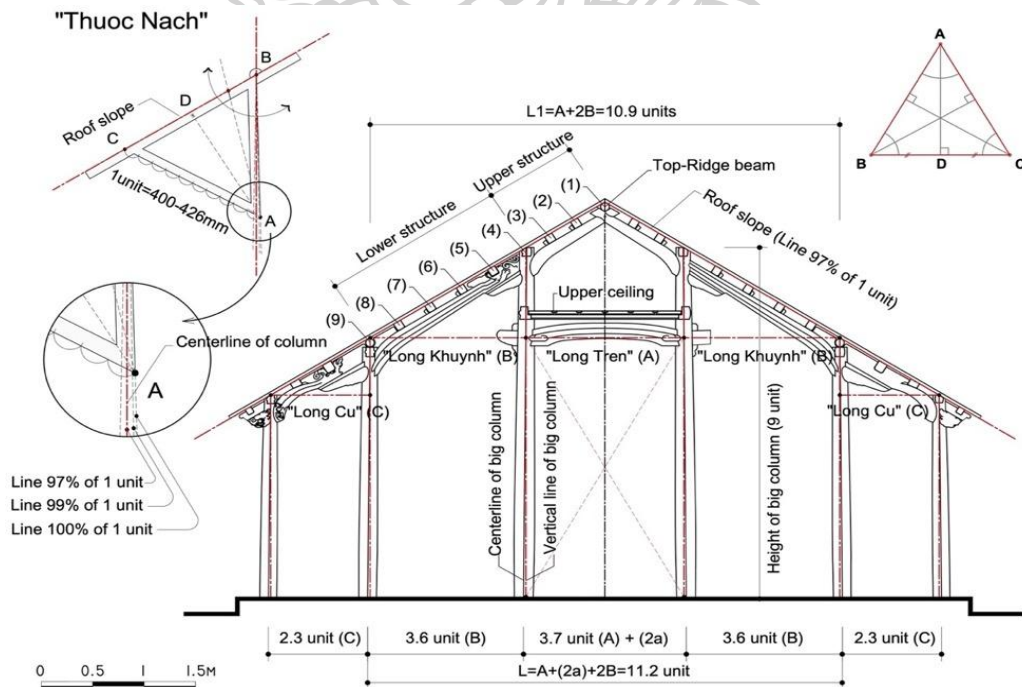 "Thuoc Nach"
B
D
C
Roof slope
1unit=400-426mm
A
A
B
D
C
L1=A+2B=10.9 units
Upper structure
Lower structure
Top-Ridge beam
Roof slope (Line 97% of 1 unit)
(1)
(2)
(3)
(4)
(5)
(6)
(7)
(8)
(9)
Upper ceiling
"Long Khuynh" (B)
"Long Tren" (A)
"Long Khuynh" (B)
"Long Cu" (C)
"Long Cu" (C)
Centerline of column
A
Line 97% of 1 unit
Line 99% of 1 unit
Line 100% of 1 unit
Centerline of big column
Vertical line of big column
Height of big column (9 unit)
2.3 unit (C)
3.6 unit (B)
3.7 unit (A) + (2a)
3.6 unit (B)
2.3 unit (C)
L=A+(2a)+2B=11.2 unit
0 0.5 1 1.5M